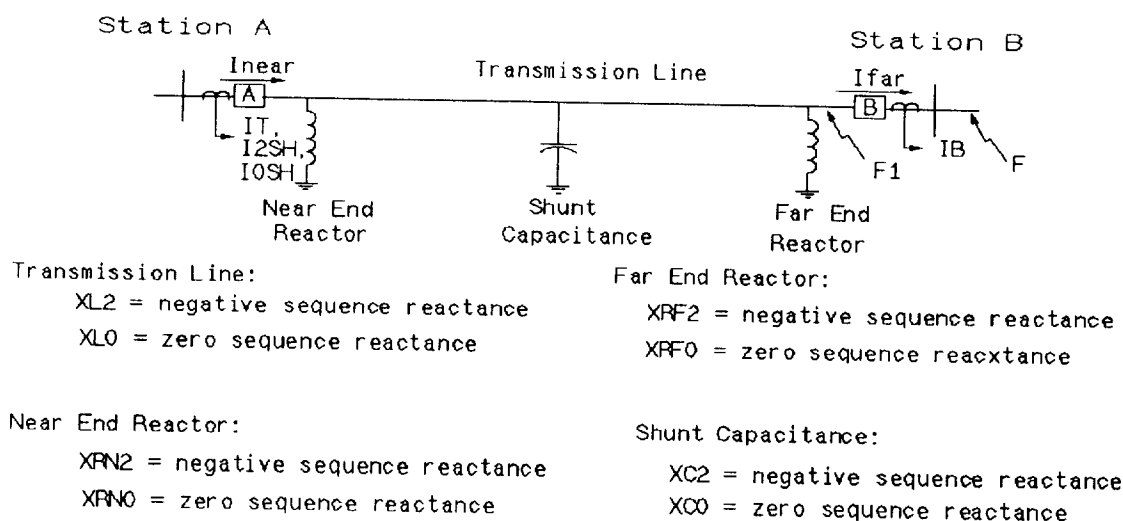 Station A
Station B
Inear
Transmission Line
Ifar
A
B
IT,
I2SH,
I0SH
IB
F1
F
Near End
Reactor
Shunt
Capacitance
Far End
Reactor
Transmission Line:
XL2 = negative sequence reactance
XL0 = zero sequence reactance
Far End Reactor:
XRF2 = negative sequence reactance
XRF0 = zero sequence reacxtance
Near End Reactor:
XRN2 = negative sequence reactance
XRN0 = zero sequence reactance
Shunt Capacitance:
XC2 = negative sequence reactance
XC0 = zero sequence reactance